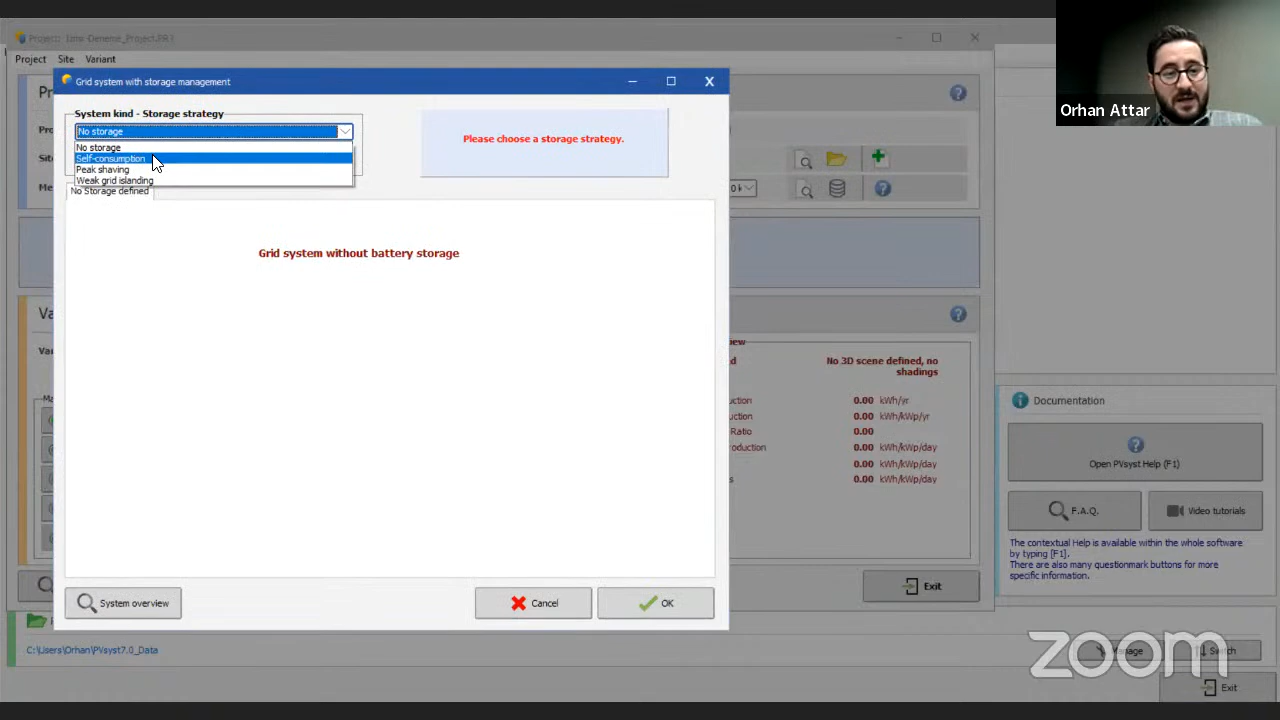 Project: Izmir-Deneme_Project.PRJ
Project Site Variant
Grid system with storage management
X
Orhan Attar
System kind - Storage strategy
No storage
No storage
Self-consumption
Peak shaving
Weak grid islanding
Please choose a storage strategy.
No Storage defined
Grid system without battery storage
No 3D scene defined, no
shadings
0.00 kWh/yr
0.00 kWh/kWp/yr
Ratio 0.00
0.00 kWh/kWp/day
0.00 kWh/kWp/day
0.00 kWh/kWp/day
Documentation
Open PVsyst Help (F1)
F.A.Q.
Video tutorials
The contextual Help is available within the whole software
by typing [F1].
There are also many questionmark buttons for more
specific information.
System overview
Cancel
OK
Exit
C:\Users\Orhan\PVsyst7.0_Data
Manage
Switch
zoom
Exit